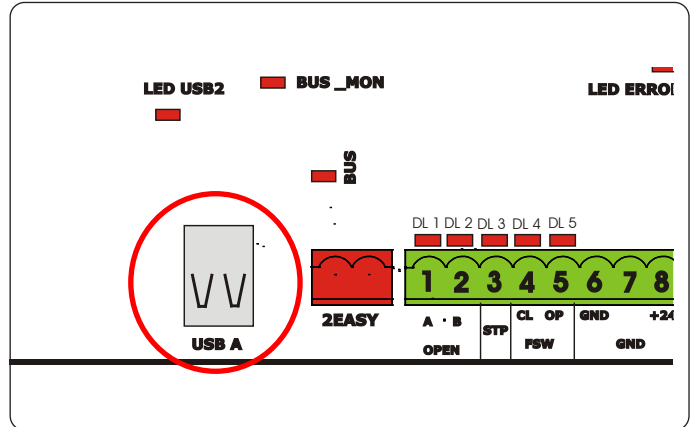 LED USB2
BUS _MON
LED ERRO
BUS
DL 1 DL 2 DL 3 DL 4 DL 5
1 2 3 4 5 6 7 8
2EASY
A · B
STP
CL OP
GND
+24
USB A
OPEN
FSW
GND